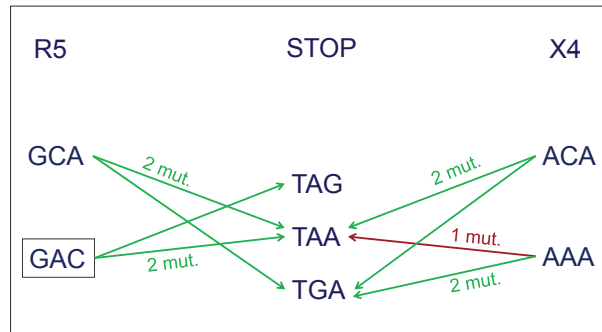 R5 STOP X4
GCA 2 mut. 2 mut. ACA
TAG
TAA
GAC 2 mut. 1 mut. AAA
TGA 2 mut.